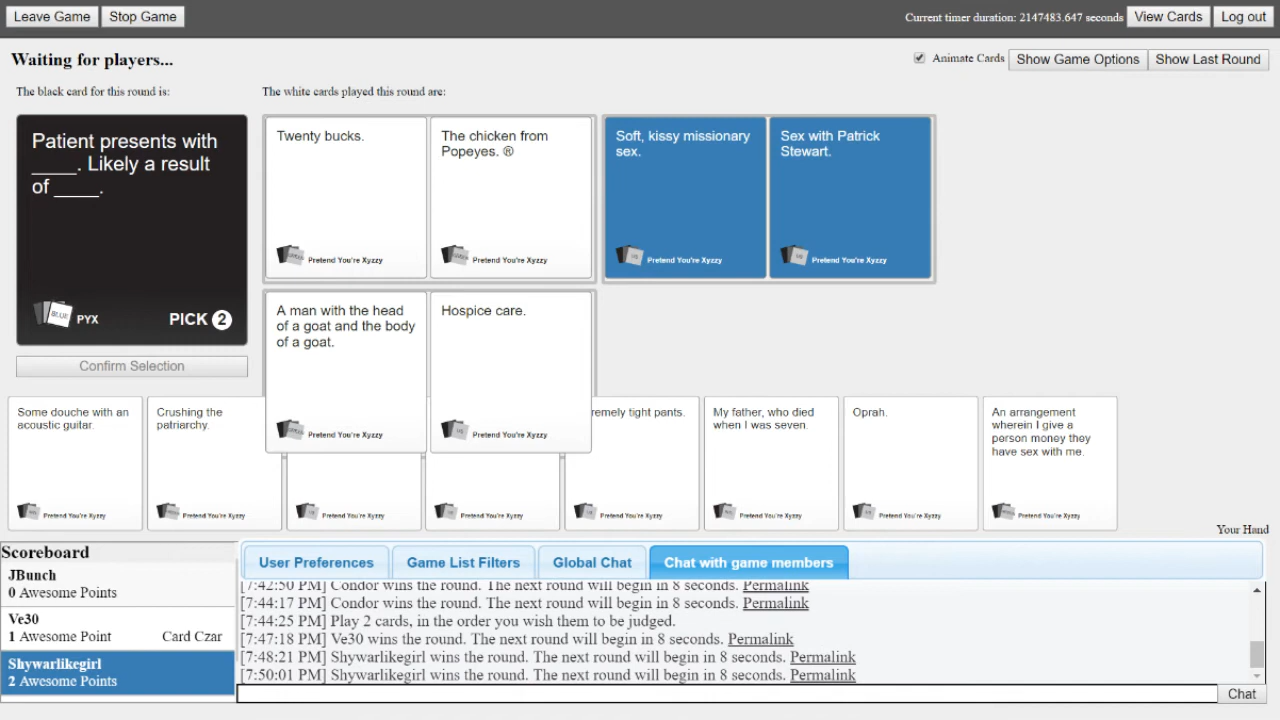 Leave Game Stop Game Current timer duration: 2147483.647 seconds View Cards Log out
Waiting for players... Animate Cards Show Game Options Show Last Round
The black card for this round is: The white cards played this round are:
Patient presents with
____. Likely a result
of ____.
PYX PICK 2
Confirm Selection
Twenty bucks.
Pretend You're Xyzzy
The chicken from
Popeyes. ®
Pretend You're Xyzzy
Soft, kissy missionary
sex.
Pretend You're Xyzzy
Sex with Patrick
Stewart.
Pretend You're Xyzzy
A man with the head
of a goat and the body
of a goat.
Pretend You're Xyzzy
Hospice care.
Pretend You're Xyzzy
Some douche with an
acoustic guitar.
Pretend You're Xyzzy
Crushing the
patriarchy.
Pretend You're Xyzzy
Pretend You're Xyzzy
Pretend You're Xyzzy
tight pants.
Pretend You're Xyzzy
My father, who died
when I was seven.
Pretend You're Xyzzy
Oprah.
Pretend You're Xyzzy
An arrangement
wherein I give a
person money they
have sex with me.
Pretend You're Xyzzy
Your Hand
Scoreboard
JBunch
0 Awesome Points
Ve30
1 Awesome Point Card Czar
Shywarlikegirl
2 Awesome Points
User Preferences Game List Filters Global Chat Chat with game members
[7:42:50 PM] Condor wins the round. The next round will begin in 8 seconds. Permalink
[7:44:17 PM] Condor wins the round. The next round will begin in 8 seconds. Permalink
[7:44:25 PM] Play 2 cards, in the order you wish them to be judged.
[7:47:18 PM] Ve30 wins the round. The next round will begin in 8 seconds. Permalink
[7:48:21 PM] Shywarlikegirl wins the round. The next round will begin in 8 seconds. Permalink
[7:50:01 PM] Shywarlikegirl wins the round. The next round will begin in 8 seconds. Permalink
Chat